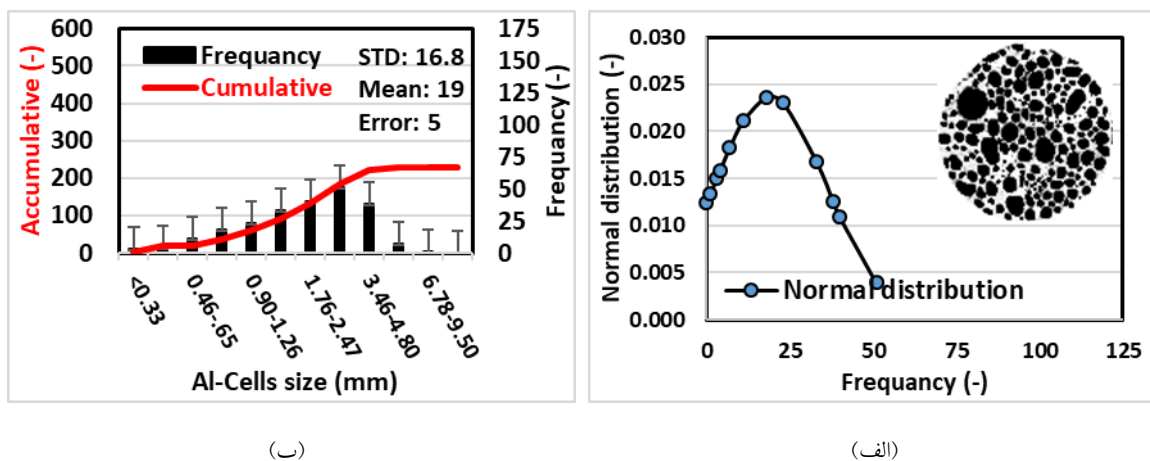 600
500
400
300
200
100
0
Accumulative (-)
Frequancy
Cumulative
STD: 16.8
Mean: 19
Error: 5
175
150
125
100
75
50
25
0
Frequancy (-)
<0.33
0.46-.65
0.90-1.26
1.76-2.47
3.46-4.80
6.78-9.50
Al-Cells size (mm)
(ب)
0.030
0.025
0.020
0.015
0.010
0.005
0.000
Normal distribution (-)
Normal distribution
0
25
50
75
100
125
Frequancy (-)
(الف)